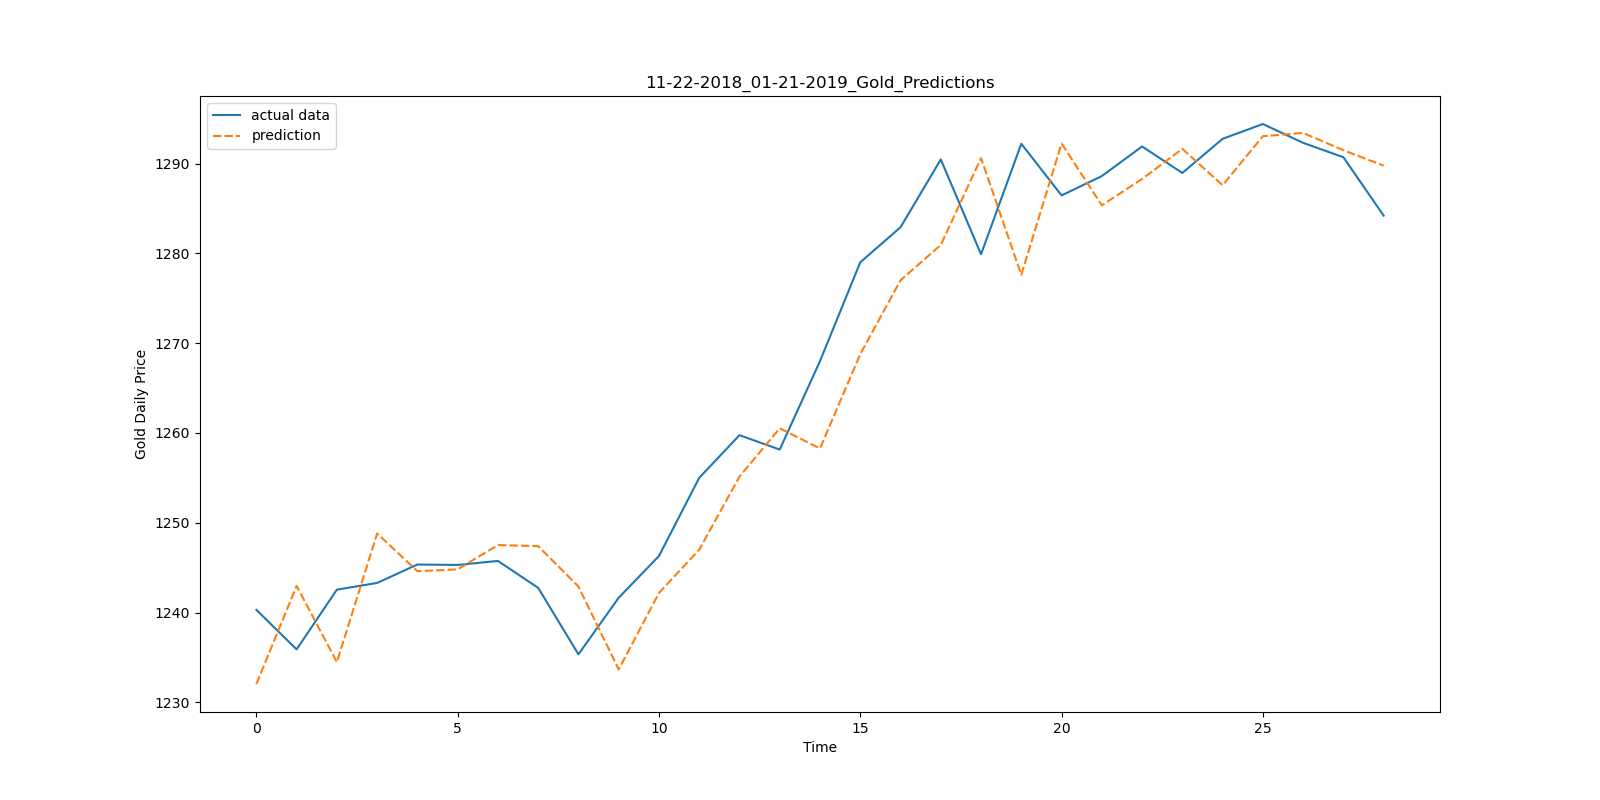 11-22-2018_01-21-2019_Gold_Predictions
actual data
prediction
Gold Daily Price
1290
1280
1270
1260
1250
1240
1230
0 5 10 15 20 25
Time